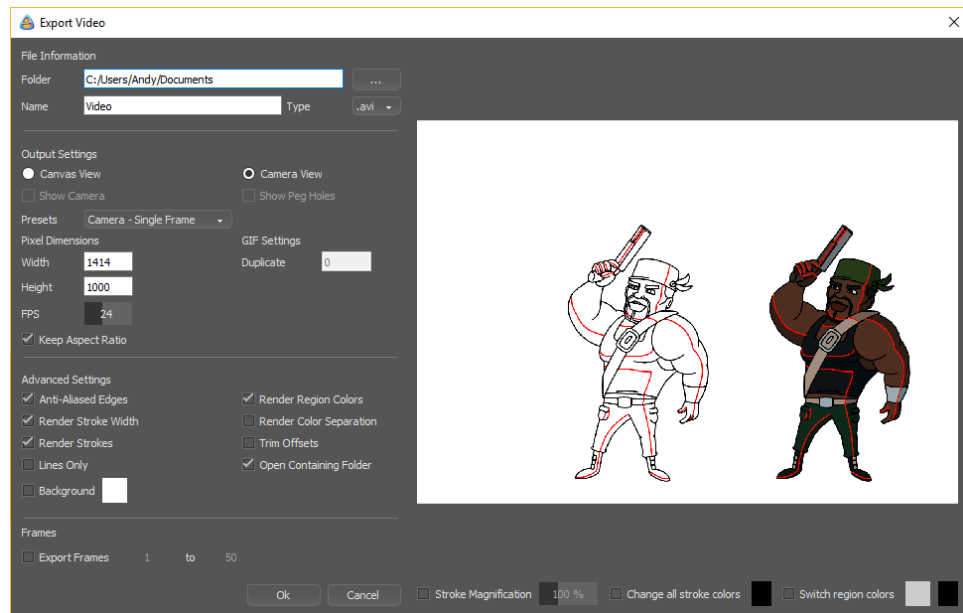 Export Video
File Information
Folder C:/Users/Andy/Documents ...
Name Video Type .avi
Output Settings
Canvas View Camera View
Show Camera Show Peg Holes
Presets Camera - Single Frame
Pixel Dimensions GIF Settings
Width 1414 Duplicate 0
Height 1000
FPS 24
Keep Aspect Ratio
Advanced Settings
Anti-Aliased Edges Render Region Colors
Render Stroke Width Render Color Separation
Render Strokes Trim Offsets
Lines Only Open Containing Folder
Background
Frames
Export Frames 1 to 50
Ok Cancel Stroke Magnification 100 % Change all stroke colors Switch region colors